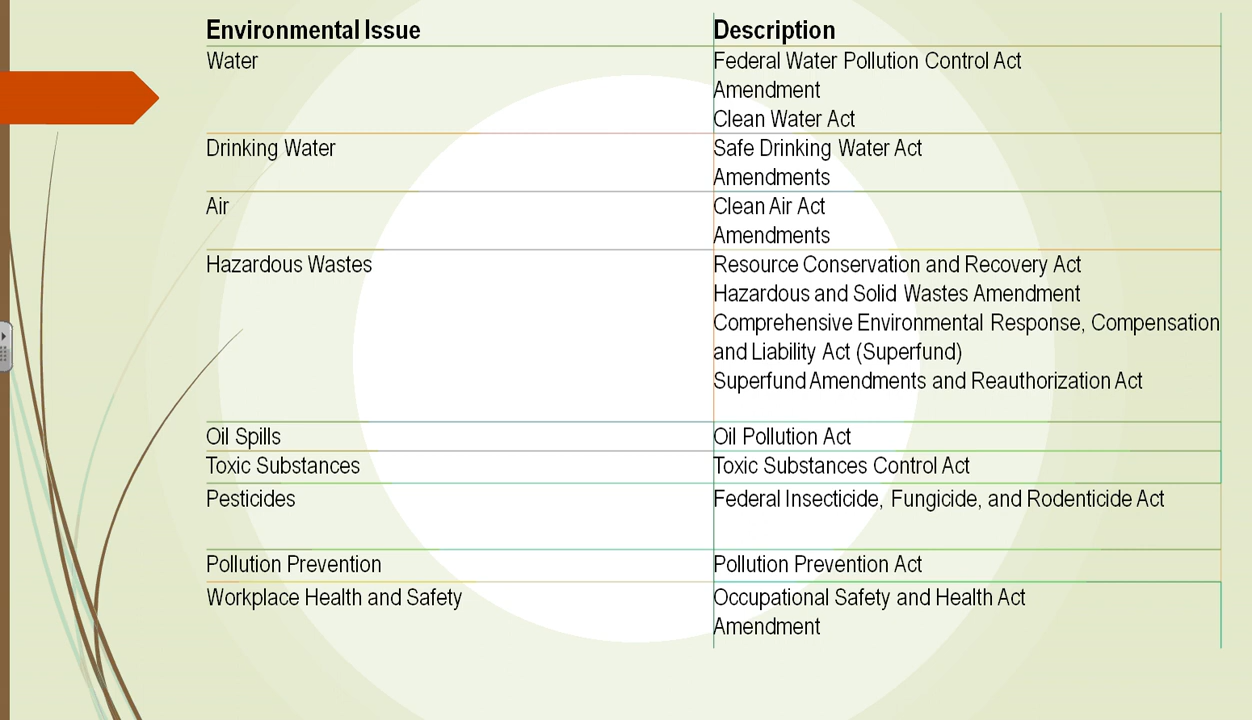 Environmental Issue Description
Water Federal Water Pollution Control Act
Amendment
Clean Water Act
Drinking Water Safe Drinking Water Act
Amendments
Air Clean Air Act
Amendments
Hazardous Wastes Resource Conservation and Recovery Act
Hazardous and Solid Wastes Amendment
Comprehensive Environmental Response, Compensation
and Liability Act (Superfund)
Superfund Amendments and Reauthorization Act
Oil Spills Oil Pollution Act
Toxic Substances Toxic Substances Control Act
Pesticides Federal Insecticide, Fungicide, and Rodenticide Act
Pollution Prevention Pollution Prevention Act
Workplace Health and Safety Occupational Safety and Health Act
Amendment